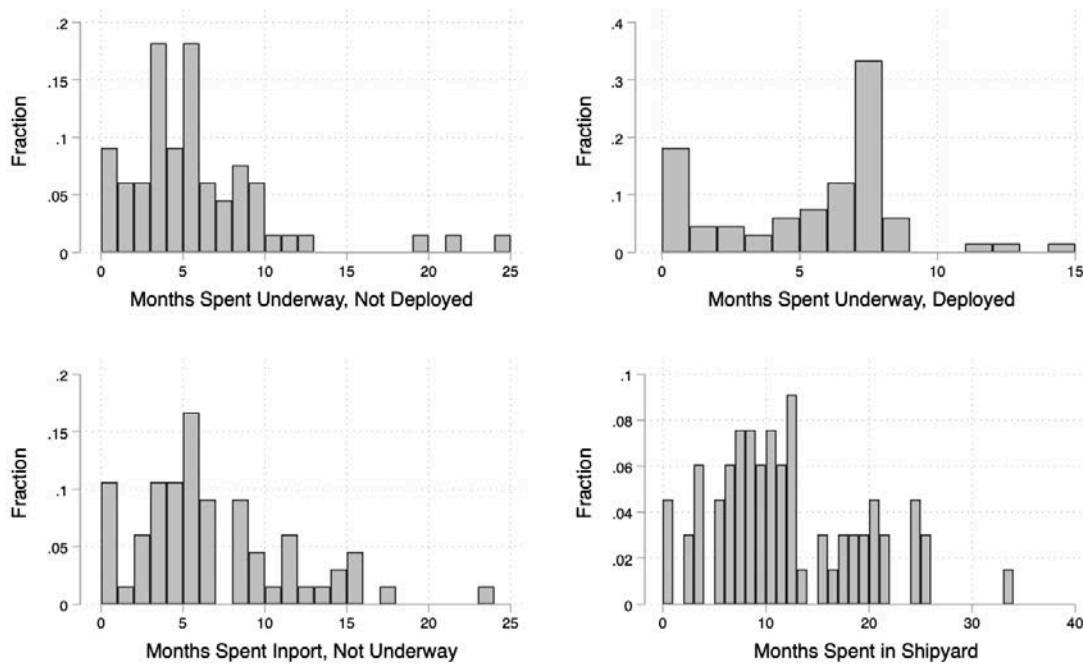 .2
.15
.1
.05
0
Fraction
0 5 10 15 20 25
Months Spent Underway, Not Deployed
.4
.3
.2
.1
0
Fraction
0 5 10 15
Months Spent Underway, Deployed
.2
.15
.1
.05
0
Fraction
0 5 10 15 20 25
Months Spent Inport, Not Underway
.1
.08
.06
.04
.02
0
Fraction
0 10 20 30 40
Months Spent in Shipyard